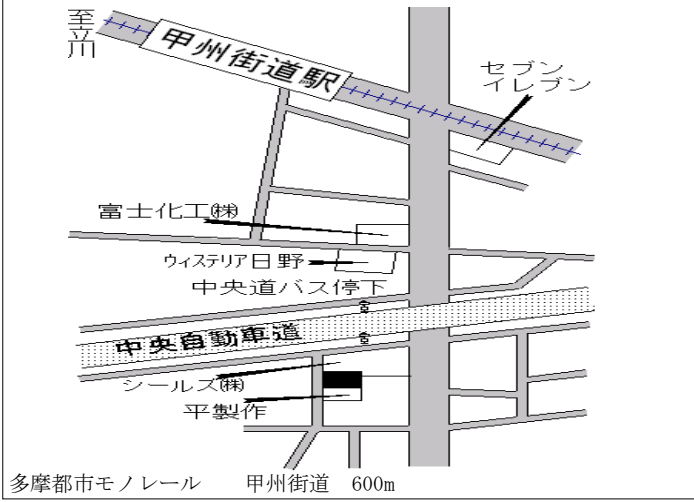 至立川
甲州街道駅
セブン
イレブン
富士化工㈱
ウィステリア日野
中央道バス停下
中央自動車道
シールズ㈱
平製作
多摩都市モノレール　甲州街道　600m